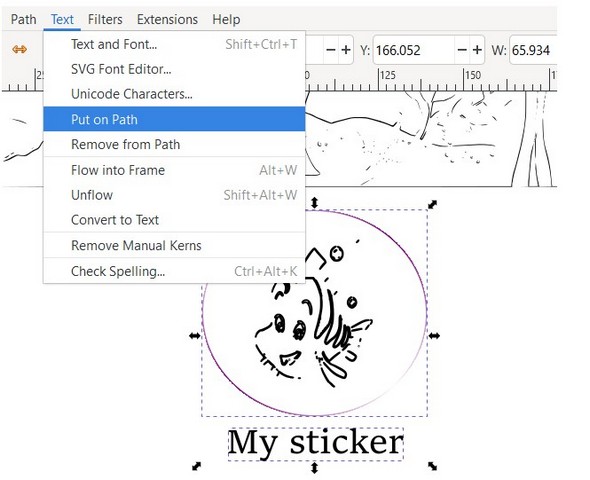 Path Text Filters Extensions Help
Y: 166.052 W: 65.934
125 150
Text and Font... Shift+Ctrl+T
SVG Font Editor...
Unicode Characters...
Put on Path
Remove from Path
Flow into Frame Alt+W
Unflow Shift+Alt+W
Convert to Text
Remove Manual Kerns
Check Spelling... Ctrl+Alt+K
My sticker